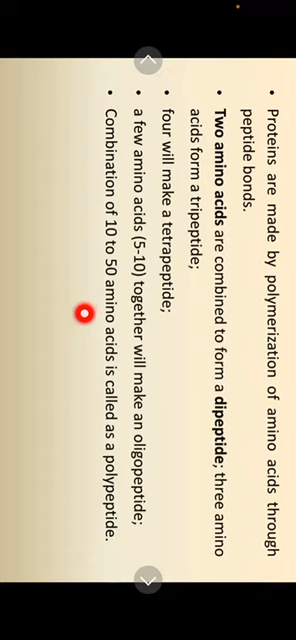 • Proteins are made by polymerization of amino acids through
peptide bonds.
• Two amino acids are combined to form a dipeptide; three amino
acids form a tripeptide;
• four will make a tetrapeptide;
• a few amino acids (5-10) together will make an oligopeptide;
• Combination of 10 to 50 amino acids is called as a polypeptide.